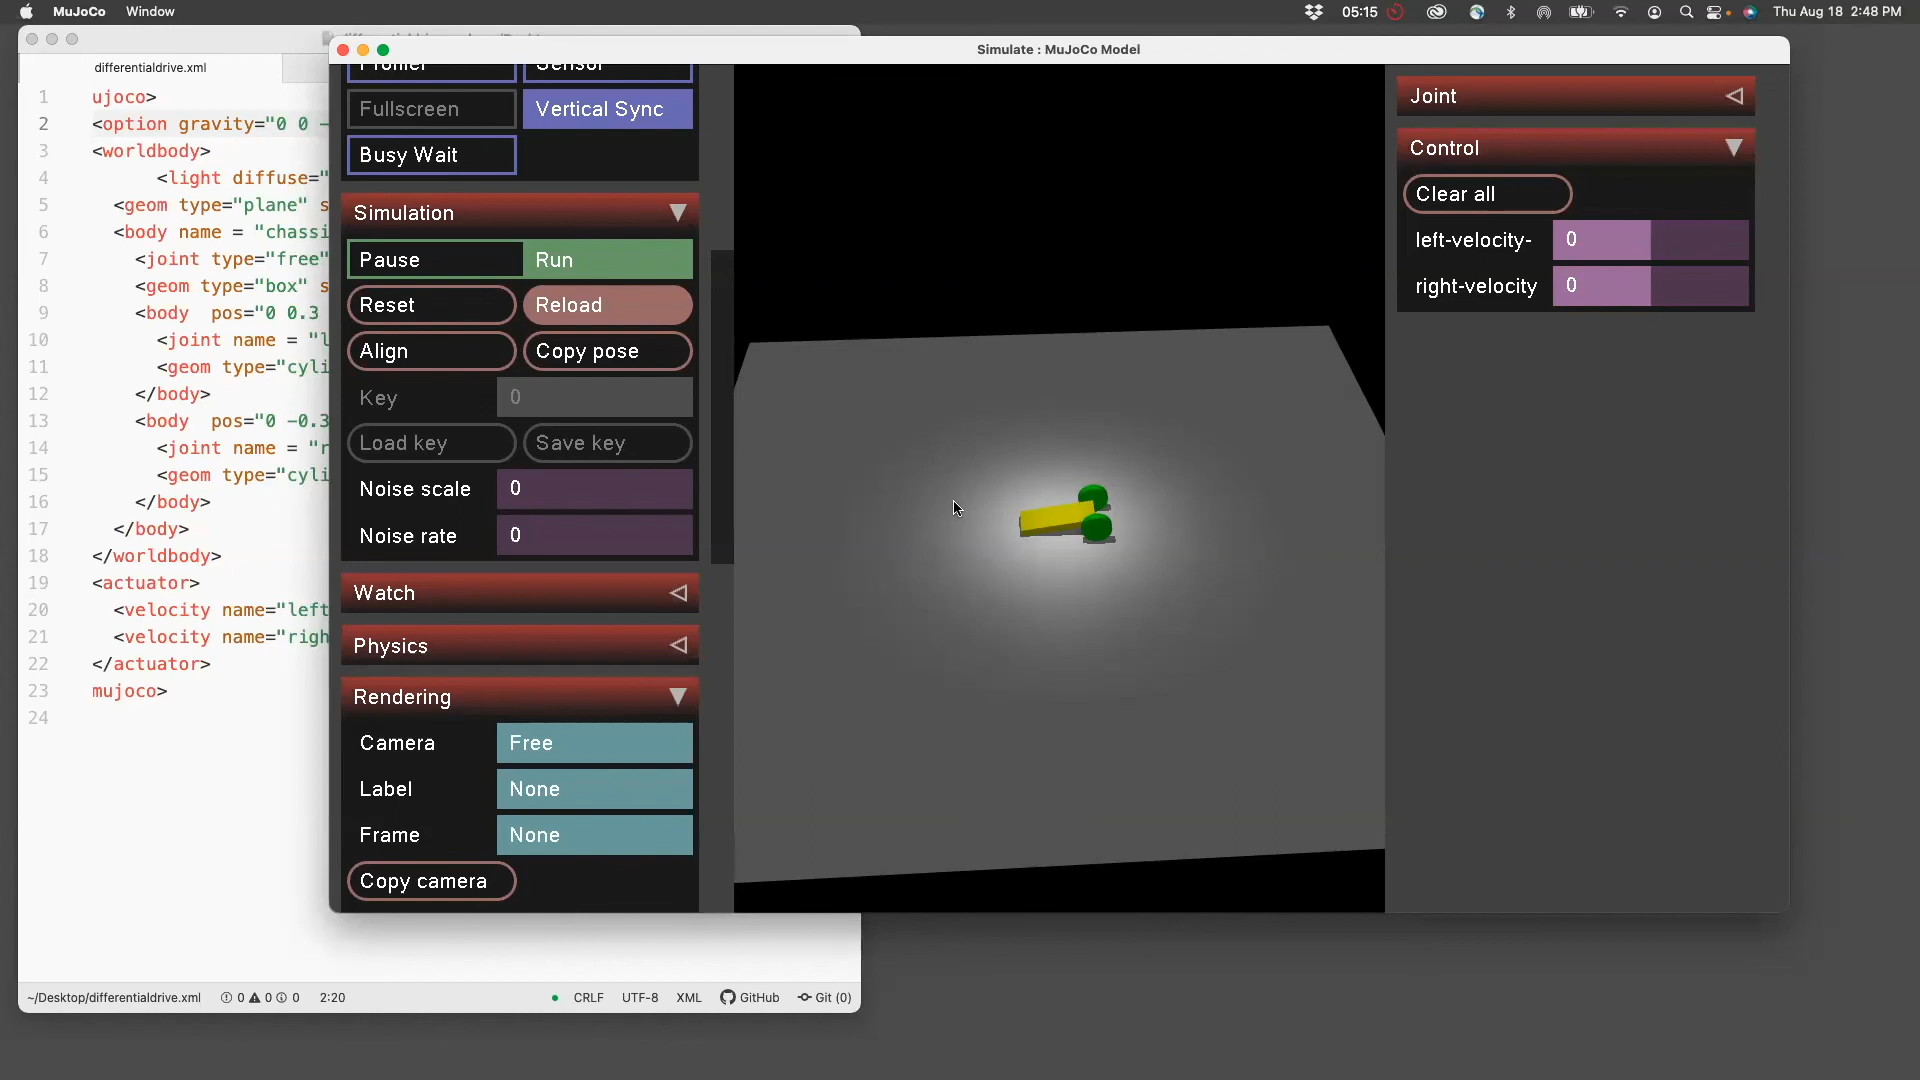 MuJoCo Window 05:15 Thu Aug 18 2:48 PM
differentialdrive.xml
1 ujoco>
2 <option gravity="0 0 -
3 <worldbody>
4 <light diffuse="
5 <geom type="plane" s
6 <body name = "chassi
7 <joint type="free"
8 <geom type="box" s
9 <body pos="0 0.3
10 <joint name = "l
11 <geom type="cyli
12 </body>
13 <body pos="0 -0.3
14 <joint name = "r
15 <geom type="cyli
16 </body>
17 </body>
18 </worldbody>
19 <actuator>
20 <velocity name="left
21 <velocity name="righ
22 </actuator>
23 mujoco>
24
~/Desktop/differentialdrive.xml 0 0 0 2:20 CRLF UTF-8 XML GitHub Git (0)
Simulate : MuJoCo Model
Profiler Sensor
Fullscreen Vertical Sync
Busy Wait
Simulation
Pause Run
Reset Reload
Align Copy pose
Key 0
Load key Save key
Noise scale 0
Noise rate 0
Watch
Physics
Rendering
Camera Free
Label None
Frame None
Copy camera
Joint
Control
Clear all
left-velocity- 0
right-velocity 0